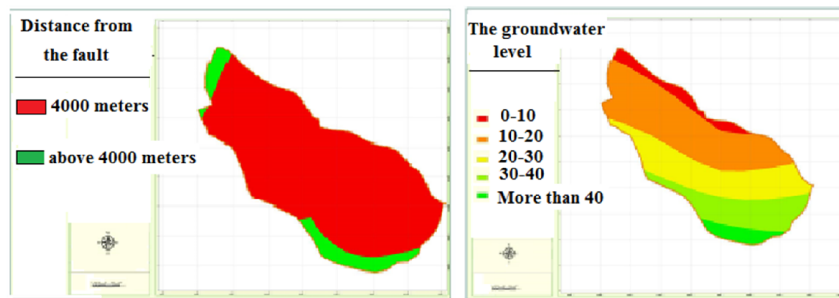 Distance from
the fault
4000 meters
above 4000 meters
The groundwater
level
0-10
10-20
20-30
30-40
More than 40